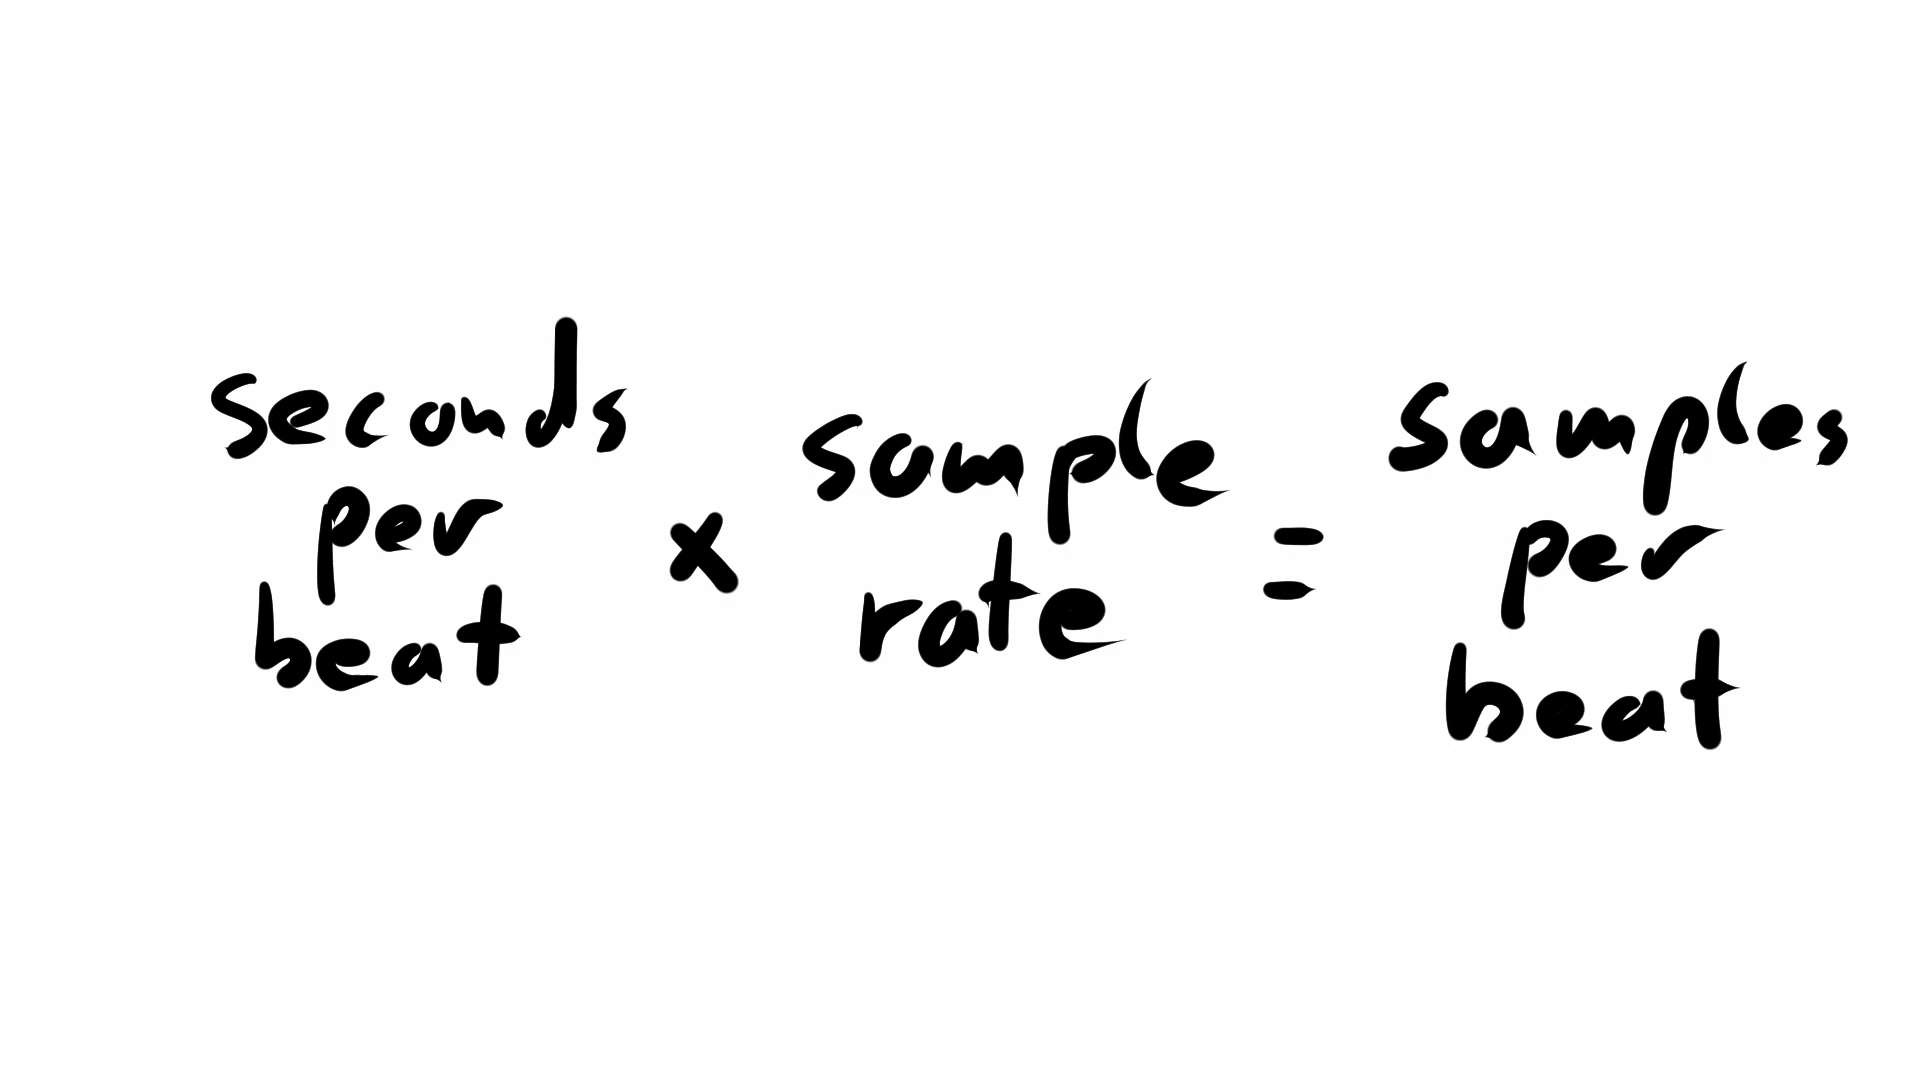 seconds
per
beat
x
sample
rate
=
samples
per
beat